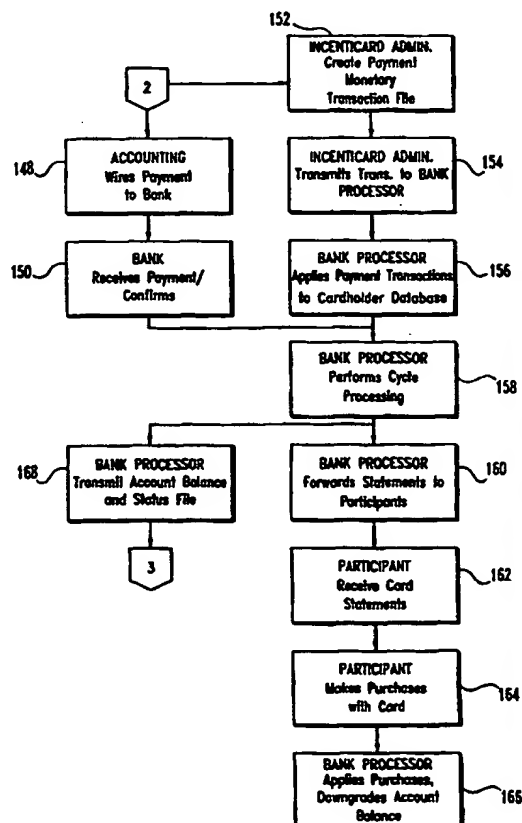 152
INCENTICARD ADMIN.
Create Payment
Monetary
Transaction File
2
148
ACCOUNTING
Wires Payment
to Bank
INCENTICARD ADMIN.
Transmits Trans. to BANK
PROCESSOR
154
150
BANK
Receives Payment/
Confirms
BANK PROCESSOR
Applies Payment Transactions
to Cardholder Database
156
BANK PROCESSOR
Performs Cycle
Processing
158
168
BANK PROCESSOR
Transmit Account Balance
and Status File
BANK PROCESSOR
Forwards Statements to
Participants
160
3
PARTICIPANT
Receive Card
Statements
162
PARTICIPANT
Makes Purchases
with Card
164
BANK PROCESSOR
Applies Purchases,
Downgrades Account
Balance
166